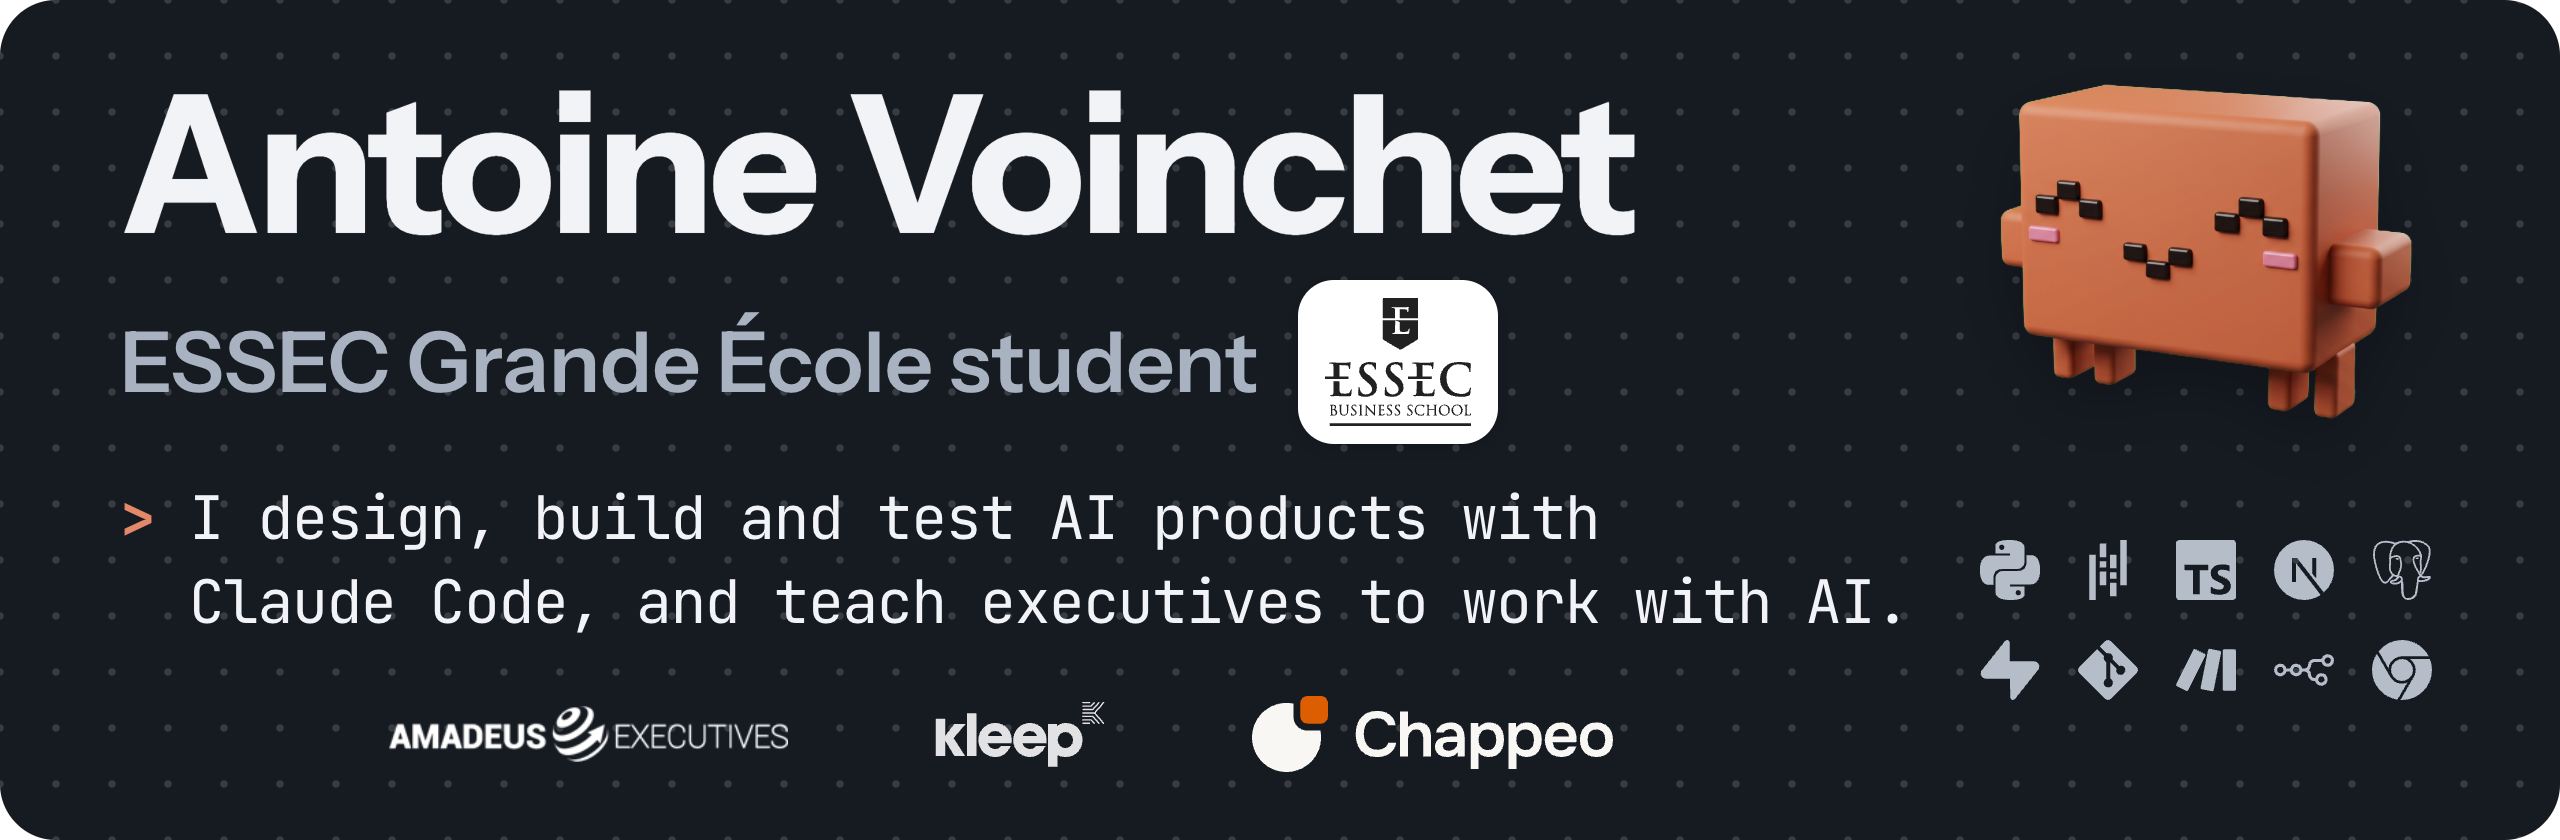 Antoine Voinchet
ESSEC Grande École student
E
ESSEC
BUSINESS SCHOOL
> I design, build and test AI products with
Claude Code, and teach executives to work with AI.
TS
N
AMADEUS EXECUTIVES
kleep
Chappeo